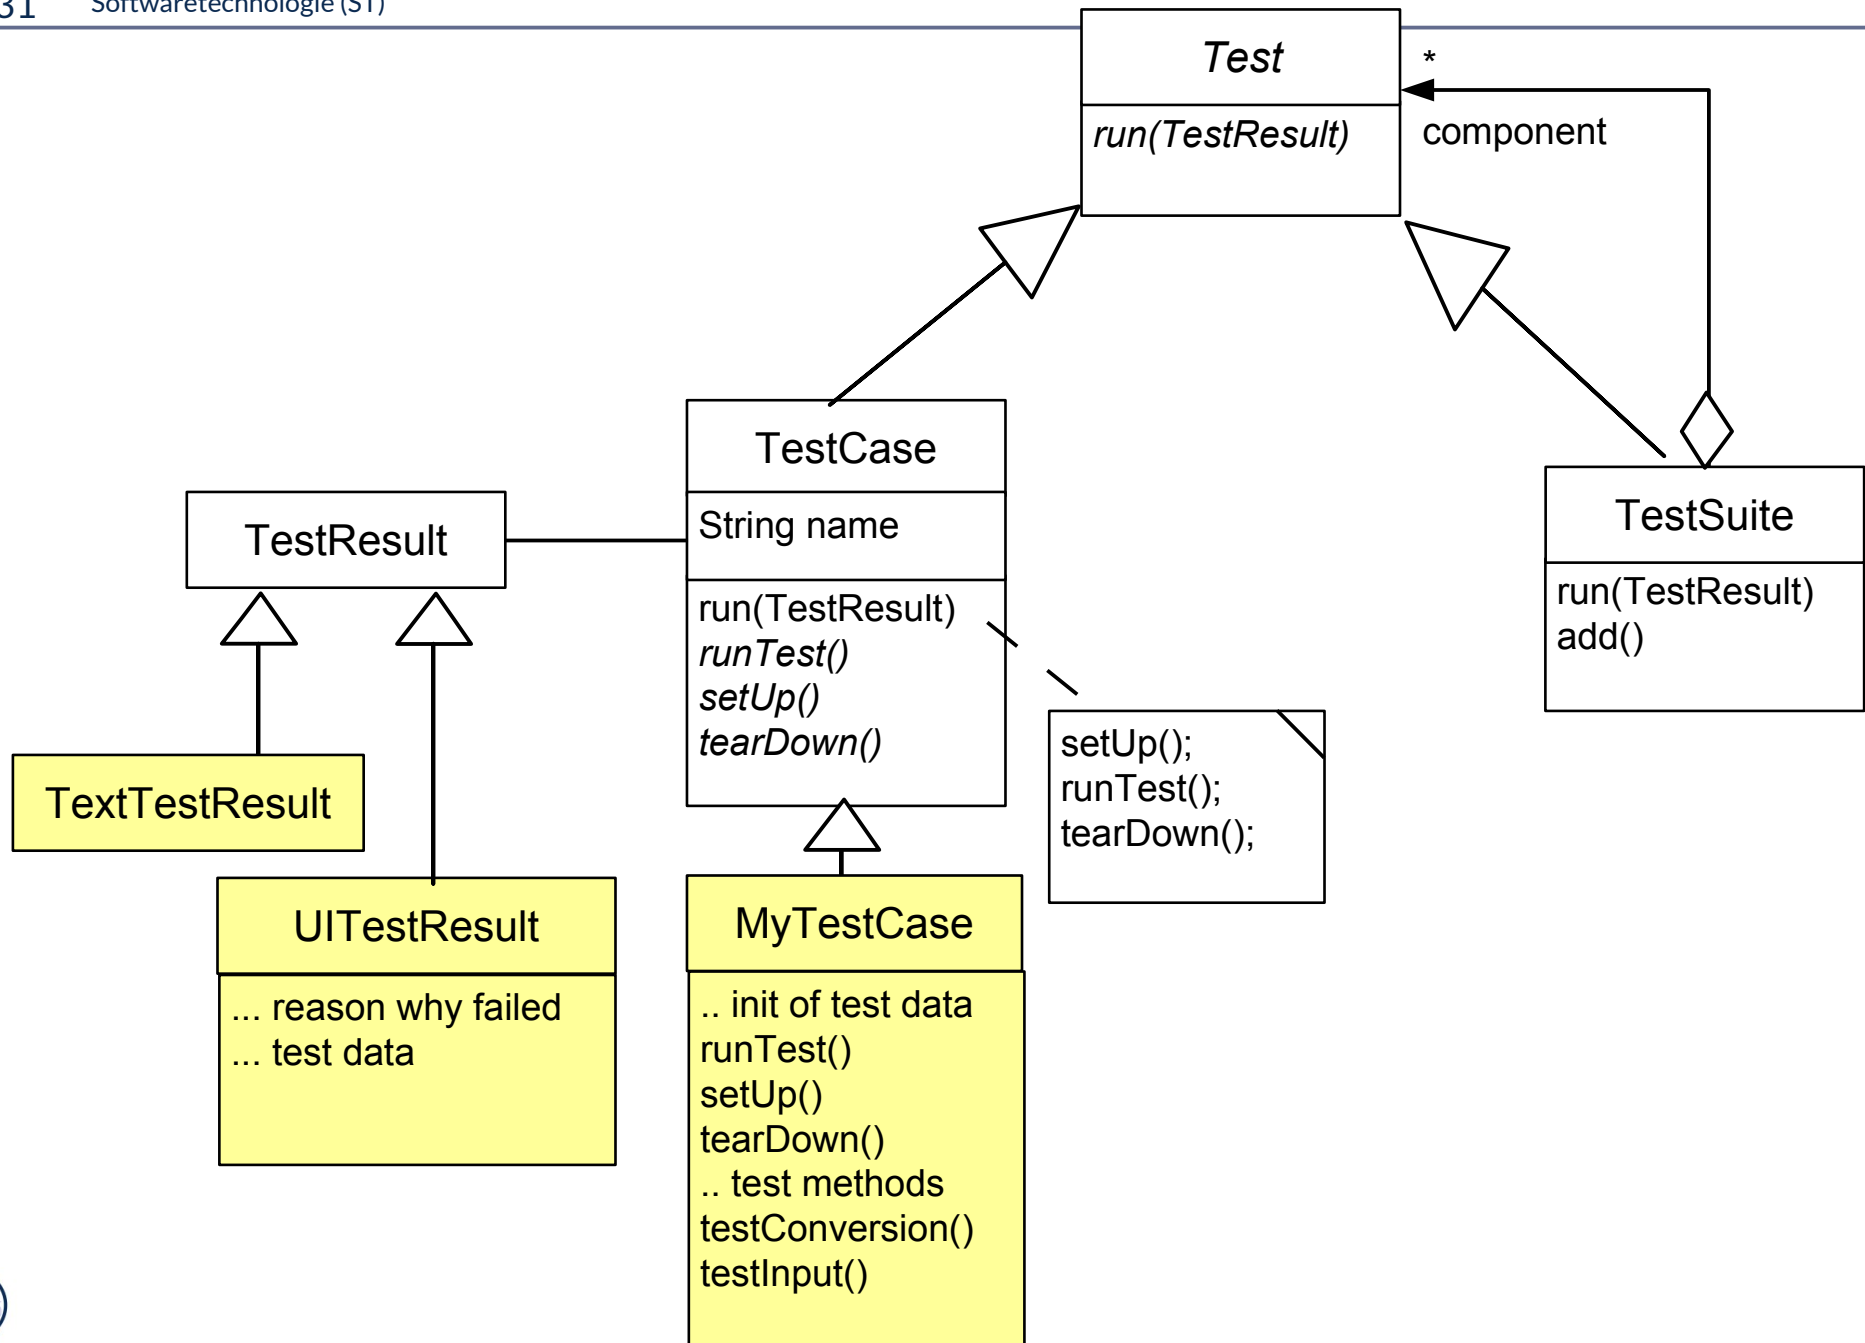 31 Softwaretechnologie (ST)
Test
run(TestResult)
*
component
TestCase
String name
run(TestResult)
runTest()
setUp()
tearDown()
TestResult
TestSuite
run(TestResult)
add()
setUp();
runTest();
tearDown();
TextTestResult
UITestResult
... reason why failed
... test data
MyTestCase
.. init of test data
runTest()
setUp()
tearDown()
.. test methods
testConversion()
testInput()